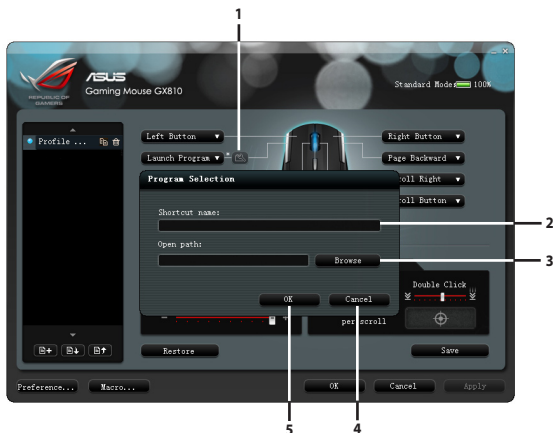 1
ASUS
Gaming Mouse GX810
REPUBLIC OF
GAMERS
Standard Mode 100%
Profile ...
Left Button
Right Button
Launch Program
Page Backward
Program Selection
roll Right
Shortcut name:
roll Button
2
Open path:
Browse
3
Double Click
OK
Cancel
per scroll
Restore
Save
Preference...
Macro...
OK
Cancel
Apply
5
4